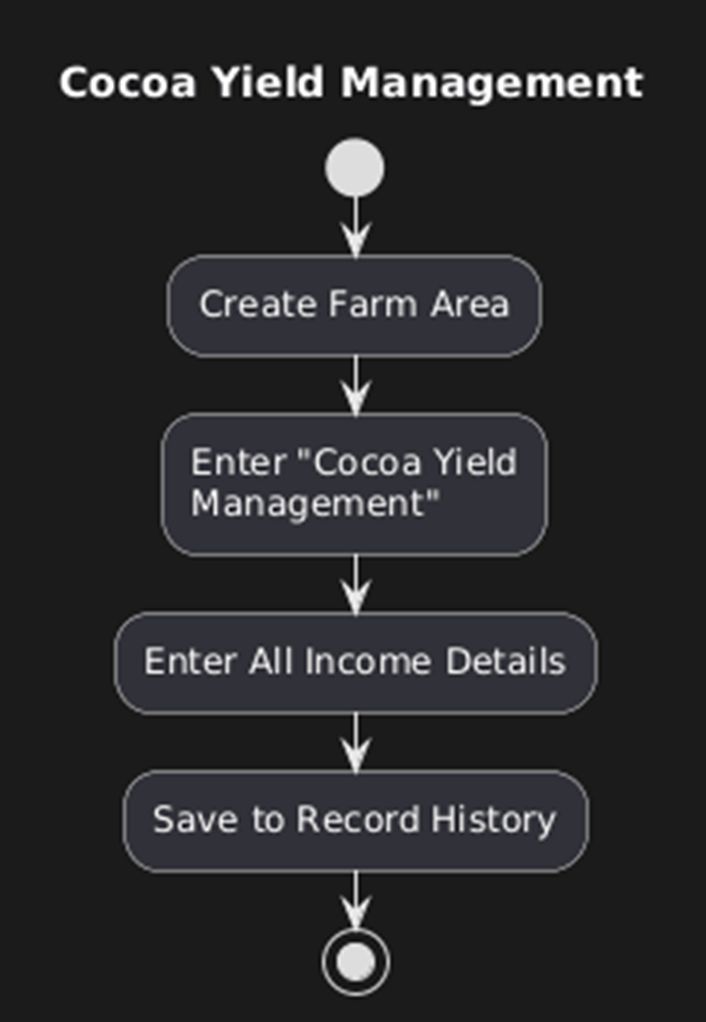 Cocoa Yield Management
Create Farm Area
Enter "Cocoa Yield
Management"
Enter All Income Details
Save to Record History